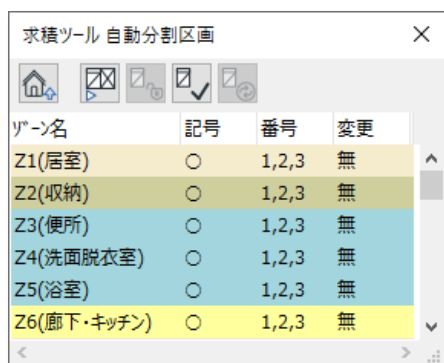 求積ツール 自動分割区画
ゾーン名 記号 番号 変更
Z1(居室) ○ 1,2,3 無
Z2(収納) ○ 1,2,3 無
Z3(便所) ○ 1,2,3 無
Z4(洗面脱衣室) ○ 1,2,3 無
Z5(浴室) ○ 1,2,3 無
Z6(廊下・キッチン) ○ 1,2,3 無